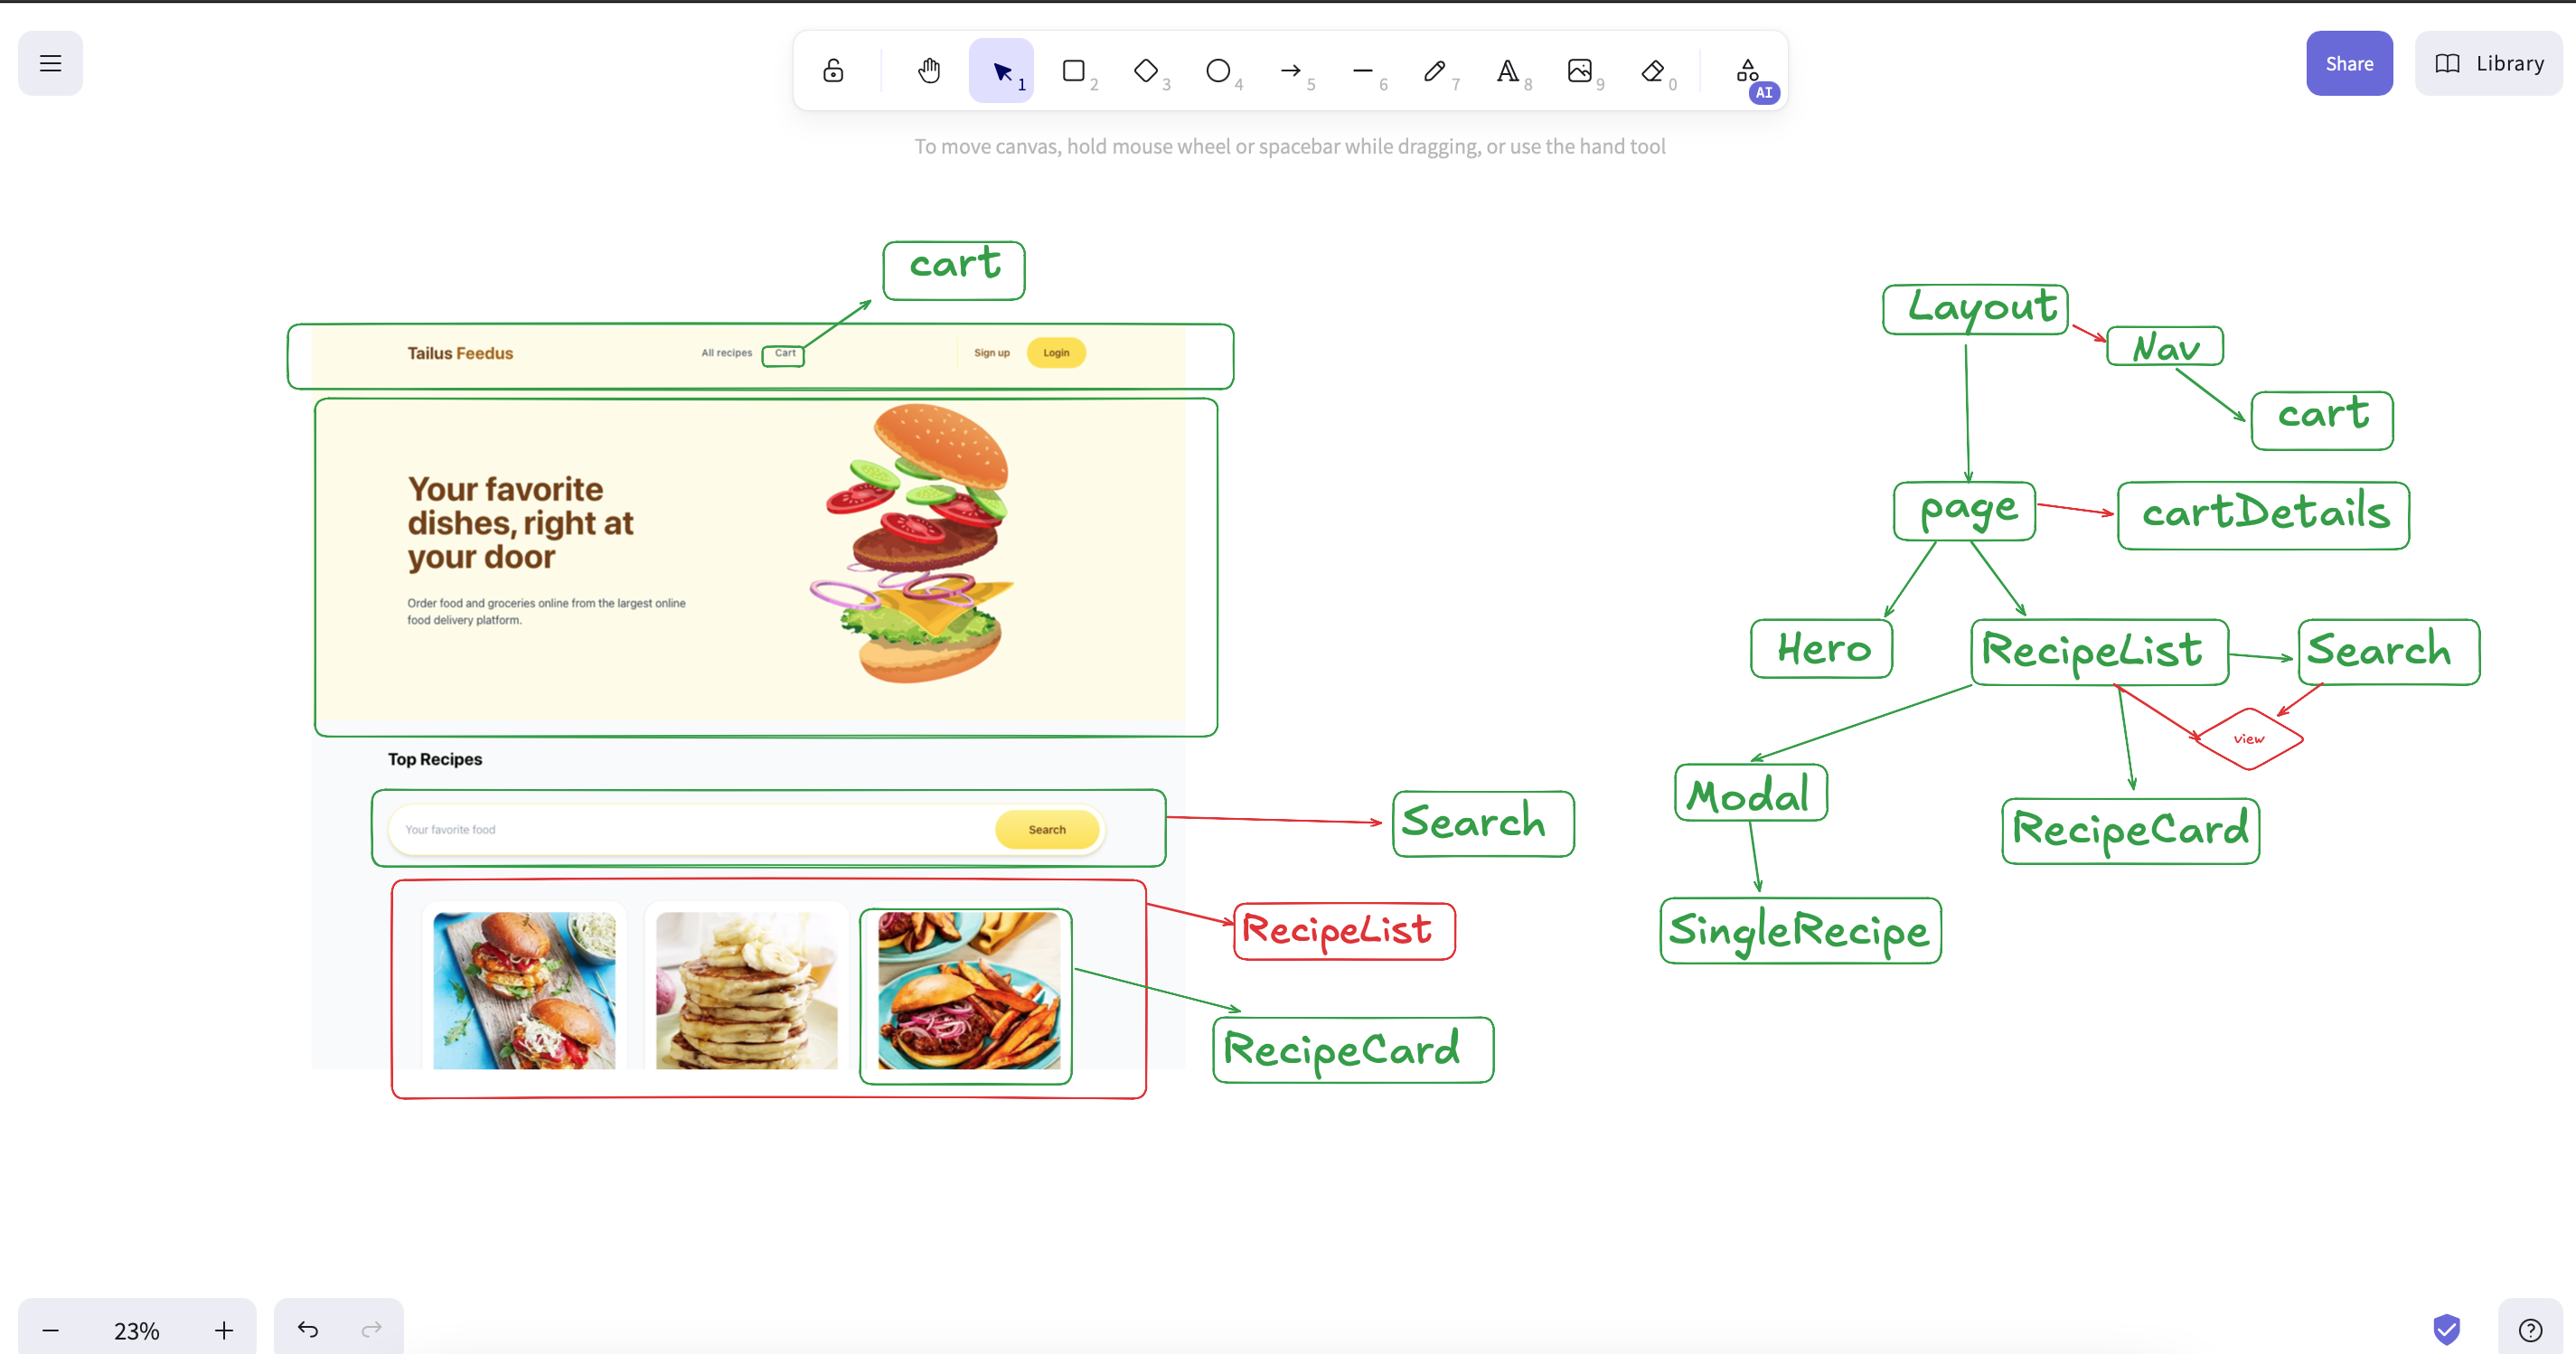 1
2
3
4
5
6
7
8
9
0
AI
Share
Library
To move canvas, hold mouse wheel or spacebar while dragging, or use the hand tool
cart
Tailus Feedus
All recipes
Cart
Sign up
Login
Your favorite
dishes, right at
your door
Order food and groceries online from the largest online
food delivery platform.
Top Recipes
Your favorite food
Search
Search
RecipeList
RecipeCard
Layout
Nav
cart
page
cartDetails
Hero
RecipeList
Search
view
Modal
RecipeCard
SingleRecipe
23%